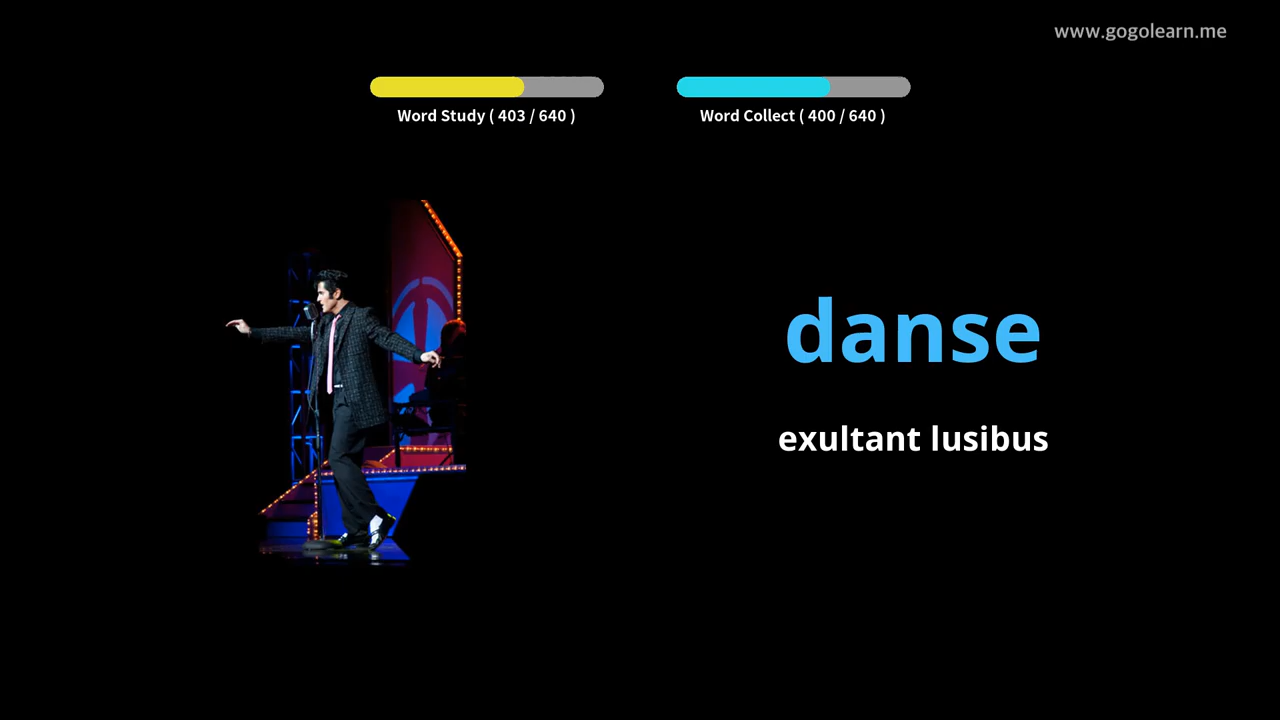 www.gogolearn.me
Word Study ( 403 / 640 )
Word Collect ( 400 / 640 )
danse
exultant lusibus